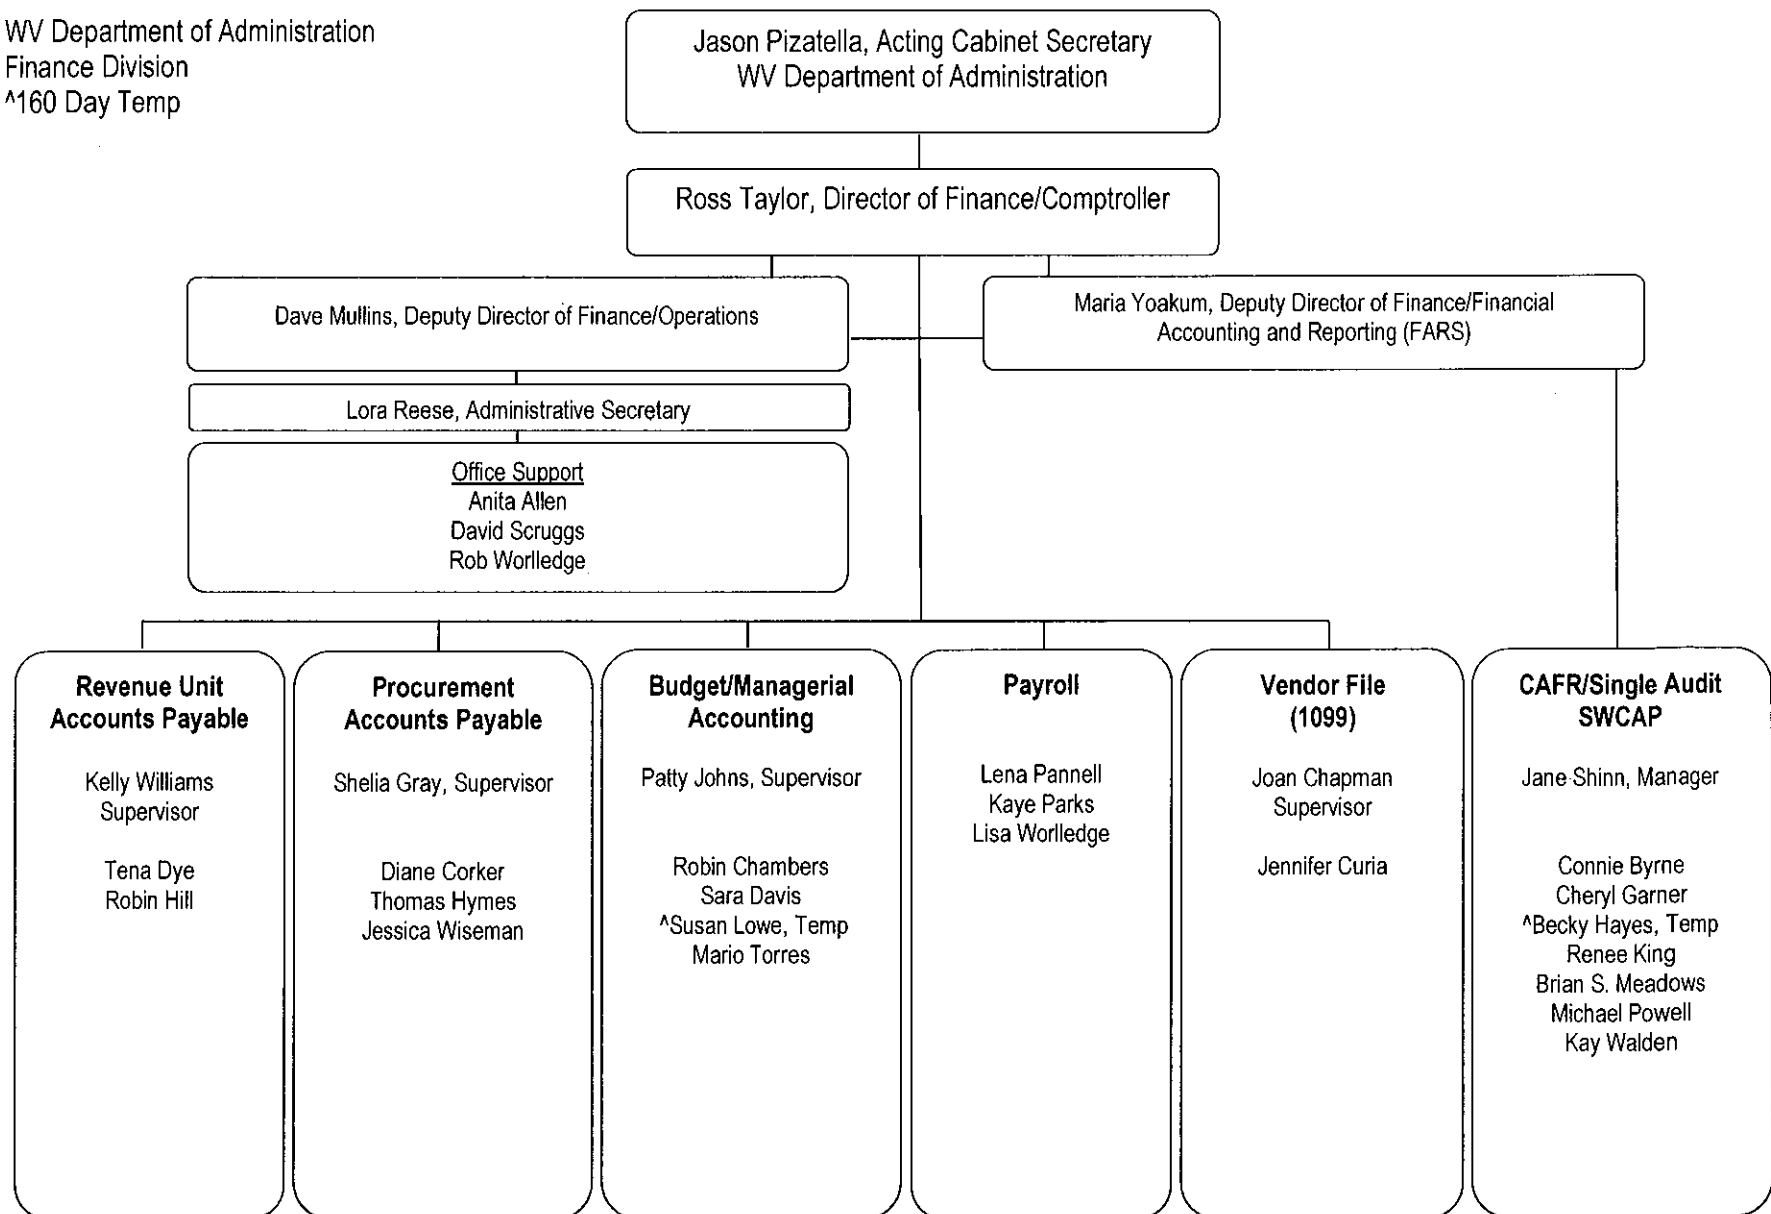 WV Department of Administration
Finance Division
^160 Day Temp
Jason Pizatella, Acting Cabinet Secretary
WV Department of Administration
Ross Taylor, Director of Finance/Comptroller
Dave Mullins, Deputy Director of Finance/Operations
Maria Yoakum, Deputy Director of Finance/Financial
Accounting and Reporting (FARS)
Lora Reese, Administrative Secretary
Office Support
Anita Allen
David Scruggs
Rob Worlledge
Revenue Unit
Accounts Payable
Kelly Williams
Supervisor
Tena Dye
Robin Hill
Procurement
Accounts Payable
Shelia Gray, Supervisor
Diane Corker
Thomas Hymes
Jessica Wiseman
Budget/Managerial
Accounting
Patty Johns, Supervisor
Robin Chambers
Sara Davis
^Susan Lowe, Temp
Mario Torres
Payroll
Lena Pannell
Kaye Parks
Lisa Worlledge
Vendor File
(1099)
Joan Chapman
Supervisor
Jennifer Curia
CAFR/Single Audit
SWCAP
Jane Shinn, Manager
Connie Byrne
Cheryl Garner
^Becky Hayes, Temp
Renee King
Brian S. Meadows
Michael Powell
Kay Walden